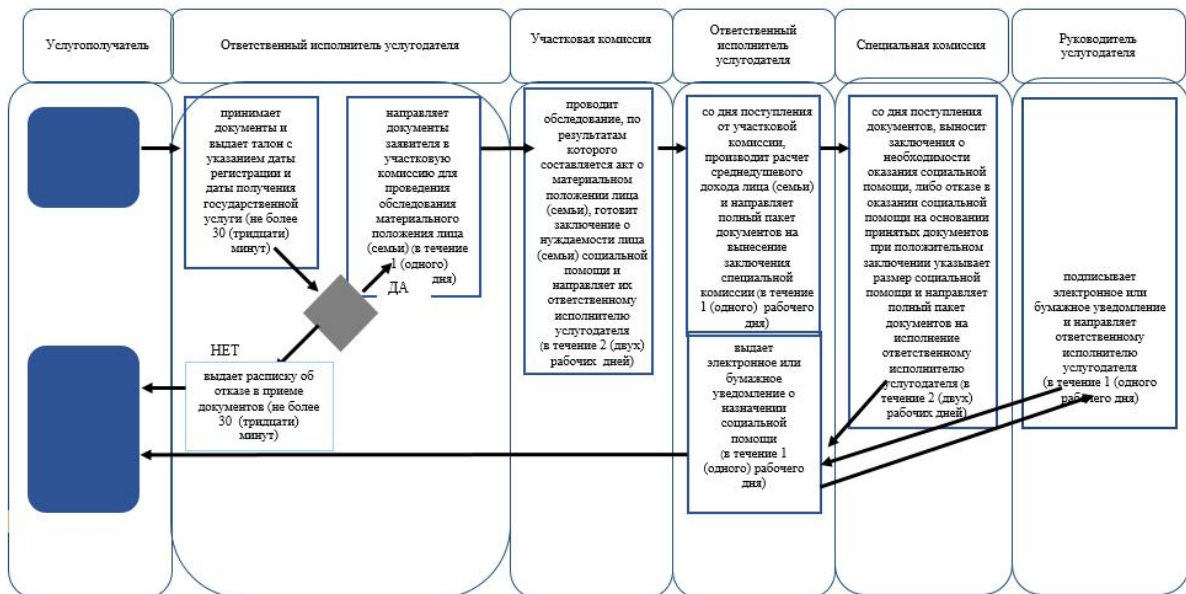 Услугополучатель
Ответственный исполнитель услугодателя
Участковая комиссия
Ответственный
исполнитель
услугодателя
Специальная комиссия
Руководитель
услугодателя
принимает
документы и
выдает талон с
указанием даты
регистрации и
даты получения
государственной
услуги (не более
30 (тридцати)
минут)
направляет
документы
заявителя в
участковую
комиссию для
проведения
обследования
материального
положения лица
(семьи) (в течение
1 (одного)
дня)
ДА
НЕТ
выдает расписку об
отказе в приеме
документов (не более
30 (тридцати)
минут)
проводит
обследование, по
результатам
которого
составляется акт о
материальном
положении лица
(семьи), готовит
заключение о
нуждаемости лица
(семьи) социальной
помощи и
направляет их
ответственному
исполнителю
услугодателя
(в течение 2 (двух)
рабочих дней)
со дня поступления
от участковой
комиссии,
производит расчет
среднедушевого
дохода лица (семьи)
и направляет
полный пакет
документов на
вынесение
заключения
специальной
комиссии (в течение
1 (одного) рабочего
дня)
выдает
электронное или
бумажное
уведомление о
назначении
социальной
помощи
(в течение 1
(одного) рабочего
дня)
со дня поступления
документов, выносит
заключения о
необходимости
оказания социальной
помощи, либо отказе в
оказании социальной
помощи на основании
принятых документов
при положительном
заключении указывает
размер социальной
помощи и направляет
полный пакет
документов на
исполнение
ответственному
исполнителю
услугодателя (в
течение 2 (двух)
рабочих дней)
подписывает
электронное или
бумажное уведомление
и направляет
ответственному
исполнителю
услугодателя
(в течение 1 (одного
рабочего дня)